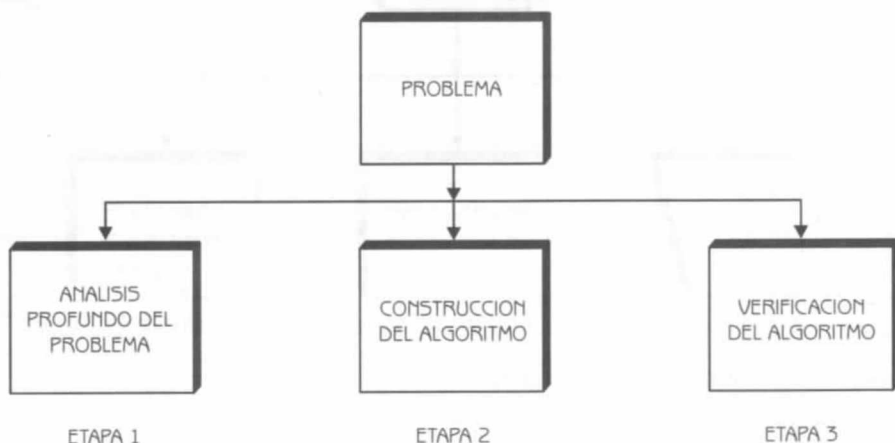 PROBLEMA
ANALISIS
PROFUNDO DEL
PROBLEMA
CONSTRUCCION
DEL ALGORITMO
VERIFICACION
DEL ALGORITMO
ETAPA 1
ETAPA 2
ETAPA 3